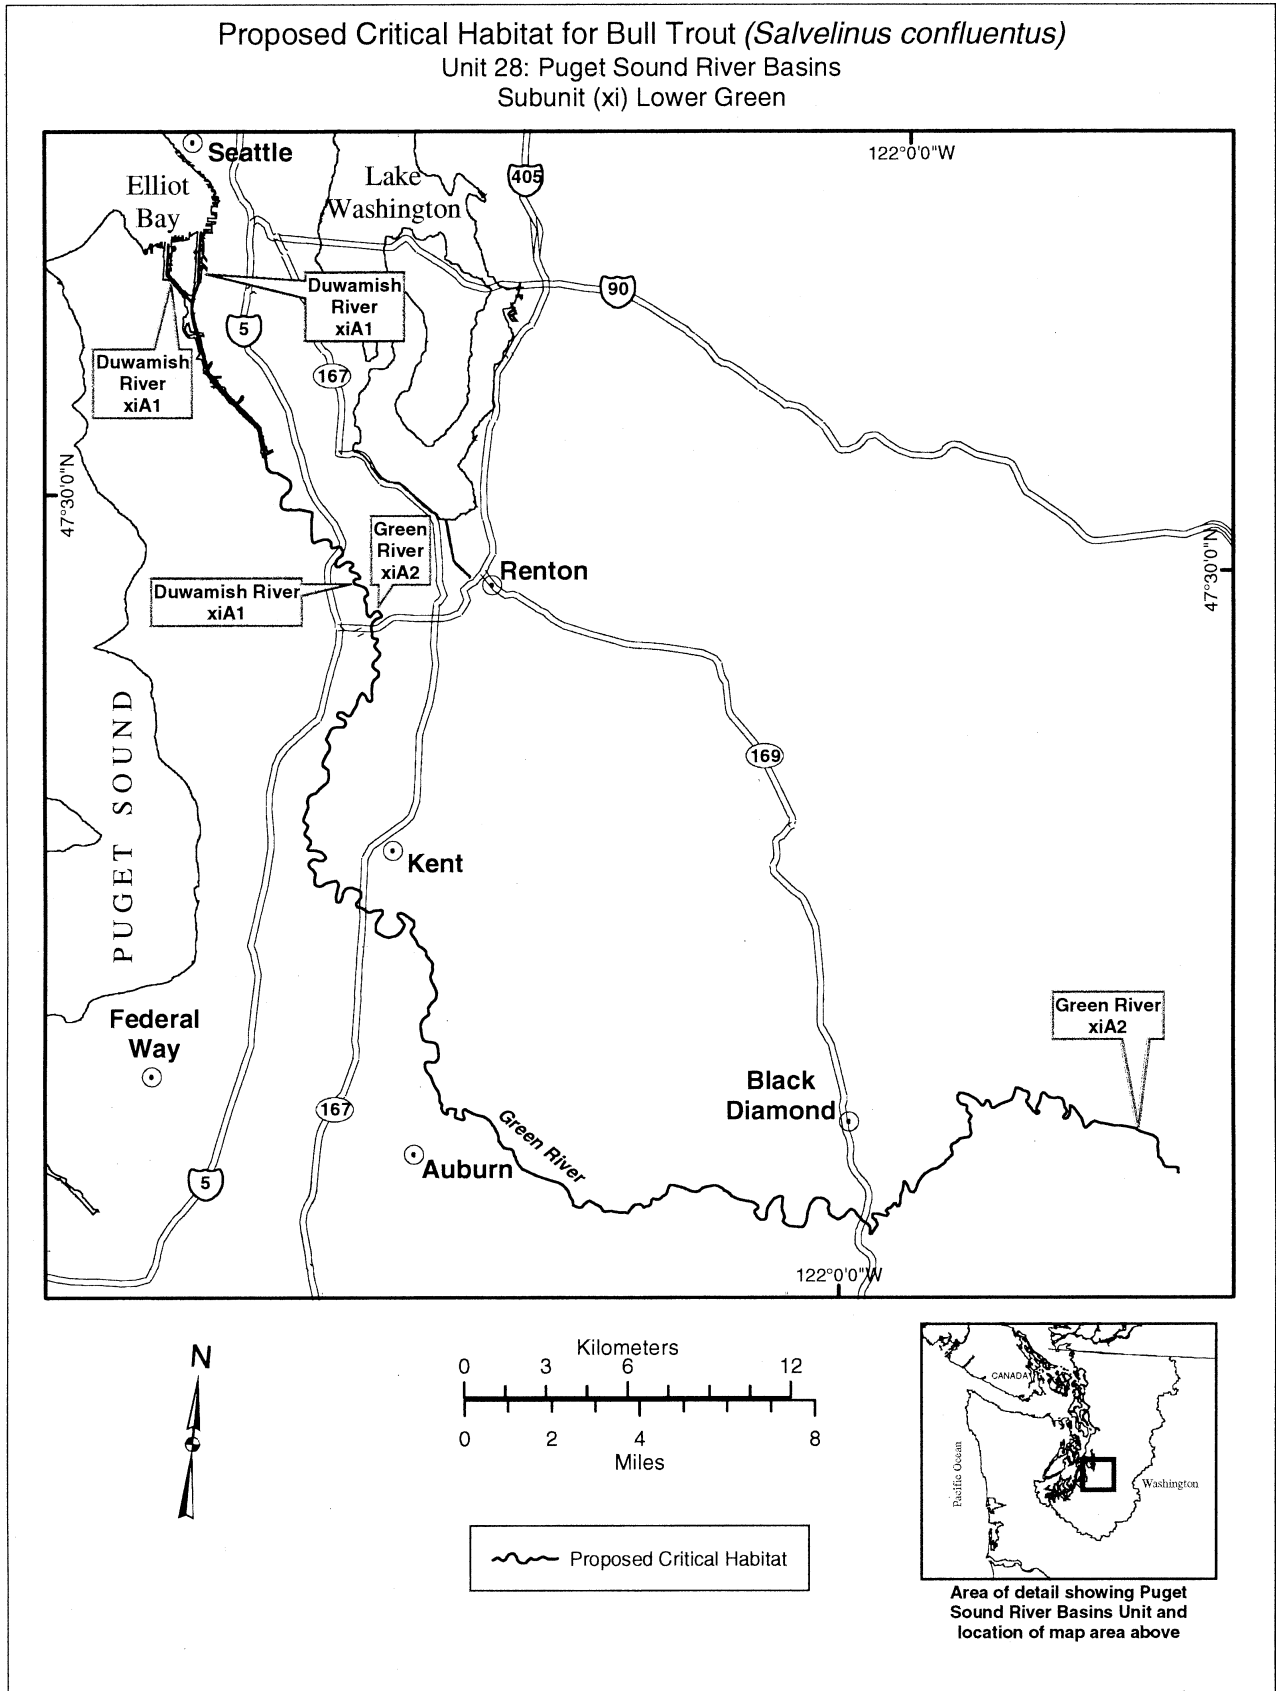 Proposed Critical Habitat for Bull Trout (Salvelinus confluentus)
Unit 28: Puget Sound River Basins
Subunit (xi) Lower Green
122°0'0"W
Seattle
Elliot
Bay
Lake
Washington
405
90
Duwamish
River
xiA1
5
Duwamish
River
xiA1
167
47°30'0"N
Green
River
xiA2
Duwamish River
xiA1
Renton
47°30'0"N
PUGET SOUND
169
Kent
Federal
Way
Green River
xiA2
Black
Diamond
167
Green River
Auburn
5
122°0'0"W
N
Kilometers
0 3 6 12
0 2 4 8
Miles
Proposed Critical Habitat
CANADA
Pacific Ocean
Washington
Area of detail showing Puget
Sound River Basins Unit and
location of map area above